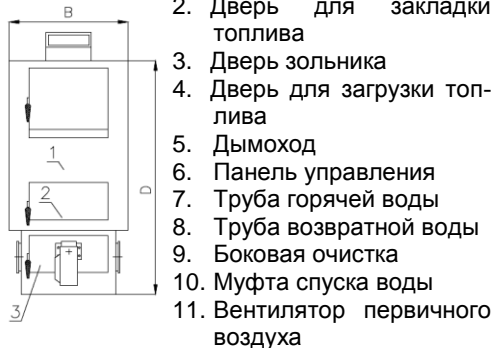 B
1
2
3
D
2. Дверь для закладки
топлива
3. Дверь зольника
4. Дверь для загрузки топ-
лива
5. Дымоход
6. Панель управления
7. Труба горячей воды
8. Труба возвратной воды
9. Боковая очистка
10. Муфта спуска воды
11. Вентилятор первичного
воздуха